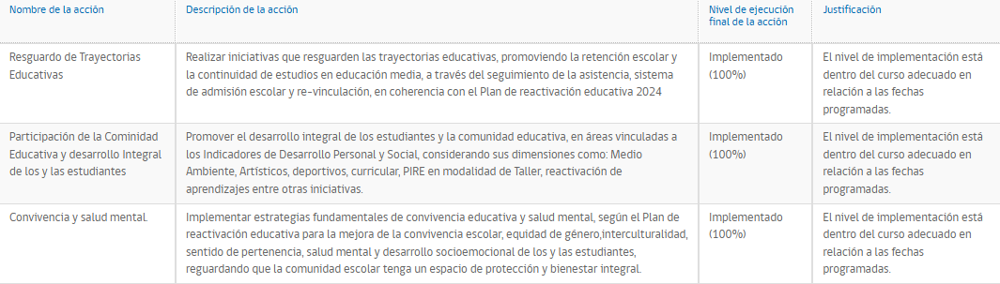 Nombre de la acción
Descripción de la acción
Nivel de ejecución
final de la acción
Justificación
Resguardo de Trayectorias
Educativas
Realizar iniciativas que resguarden las trayectorias educativas, promoviendo la retención escolar y
la continuidad de estudios en educación media, a través del seguimiento de la asistencia, sistema
de admisión escolar y re-vinculación, en coherencia con el Plan de reactivación educativa 2024
Implementado
(100%)
El nivel de implementación está
dentro del curso adecuado en
relación a las fechas
programadas.
Participación de la Cominidad
Educativa y desarrollo Integral
de los y las estudiantes
Promover el desarrollo integral de los estudiantes y la comunidad educativa, en áreas vinculadas a
los Indicadores de Desarrollo Personal y Social, considerando sus dimensiones como: Medio
Ambiente, Artísticos, deportivos, curricular, PIRE en modalidad de Taller, reactivación de
aprendizajes entre otras iniciativas.
Implementado
(100%)
El nivel de implementación está
dentro del curso adecuado en
relación a las fechas
programadas.
Convivencia y salud mental.
Implementar estrategias fundamentales de convivencia educativa y salud mental, según el Plan de
reactivación educativa para la mejora de la convivencia escolar, equidad de género,interculturalidad,
sentido de pertenencia, salud mental y desarrollo socioemocional de los y las estudiantes,
reguardando que la comunidad escolar tenga un espacio de protección y bienestar integral.
Implementado
(100%)
El nivel de implementación está
dentro del curso adecuado en
relación a las fechas
programadas.